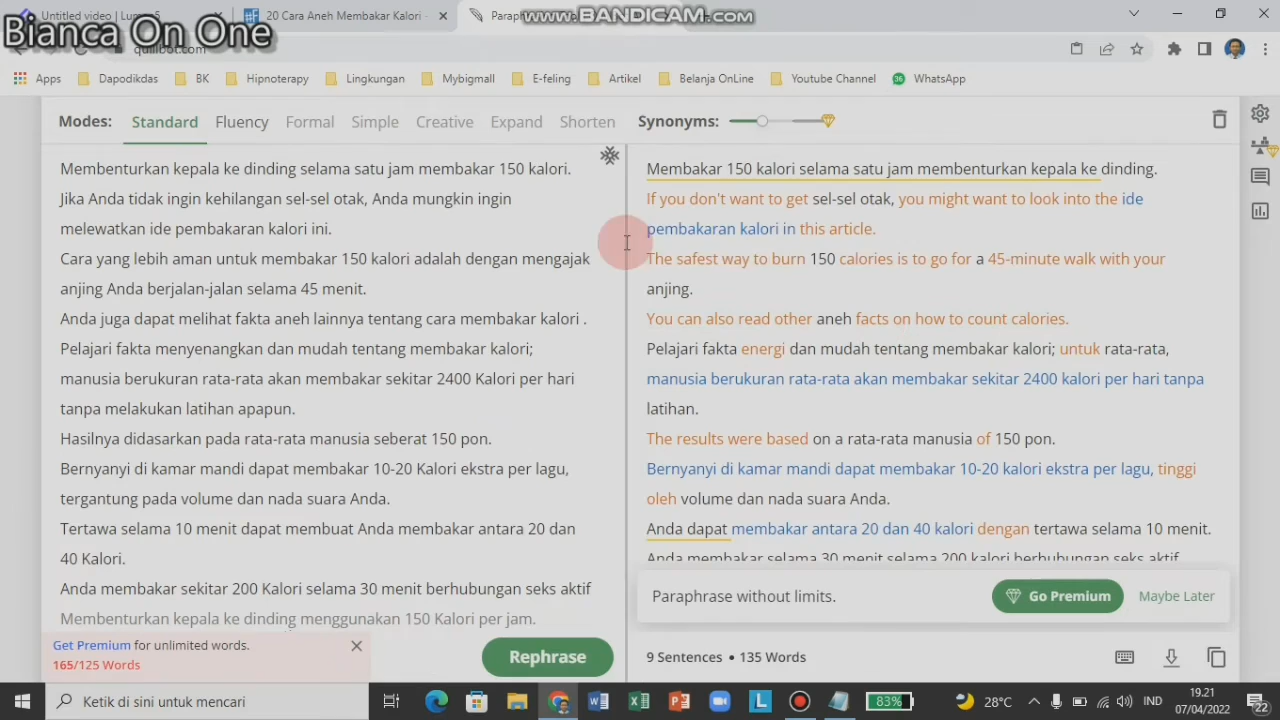 Untitled video | Lum 5
20 Cara Aneh Membakar Kalori -
Parap
WWW.BANDICAM.COM
Bianca On One
quillbot.com
Apps
Dapodikdas
BK
Hipnoterapy
Lingkungan
Mybigmall
E-feling
Artikel
Belanja OnLine
Youtube Channel
WhatsApp
Modes:
Standard
Fluency
Formal
Simple
Creative
Expand
Shorten
Synonyms:
Membenturkan kepala ke dinding selama satu jam membakar 150 kalori.
Jika Anda tidak ingin kehilangan sel-sel otak, Anda mungkin ingin
melewatkan ide pembakaran kalori ini.
Cara yang lebih aman untuk membakar 150 kalori adalah dengan mengajak
anjing Anda berjalan-jalan selama 45 menit.
Anda juga dapat melihat fakta aneh lainnya tentang cara membakar kalori .
Pelajari fakta menyenangkan dan mudah tentang membakar kalori;
manusia berukuran rata-rata akan membakar sekitar 2400 Kalori per hari
tanpa melakukan latihan apapun.
Hasilnya didasarkan pada rata-rata manusia seberat 150 pon.
Bernyanyi di kamar mandi dapat membakar 10-20 Kalori ekstra per lagu,
tergantung pada volume dan nada suara Anda.
Tertawa selama 10 menit dapat membuat Anda membakar antara 20 dan
40 Kalori.
Anda membakar sekitar 200 Kalori selama 30 menit berhubungan seks aktif
Membenturkan kepala ke dinding menggunakan 150 Kalori per jam.
Get Premium for unlimited words.
165/125 Words
Rephrase
Membakar 150 kalori selama satu jam membenturkan kepala ke dinding.
If you don't want to get sel-sel otak, you might want to look into the ide
pembakaran kalori in this article.
The safest way to burn 150 calories is to go for a 45-minute walk with your
anjing.
You can also read other aneh facts on how to count calories.
Pelajari fakta energi dan mudah tentang membakar kalori; untuk rata-rata,
manusia berukuran rata-rata akan membakar sekitar 2400 kalori per hari tanpa
latihan.
The results were based on a rata-rata manusia of 150 pon.
Bernyanyi di kamar mandi dapat membakar 10-20 kalori ekstra per lagu, tinggi
oleh volume dan nada suara Anda.
Anda dapat membakar antara 20 dan 40 kalori dengan tertawa selama 10 menit.
Anda membakar selama 30 menit selama 200 kalori berhubungan seks aktif
Paraphrase without limits.
Go Premium
Maybe Later
9 Sentences • 135 Words
Ketik di sini untuk mencari
83%
28°C
IND
19.21
07/04/2022
22